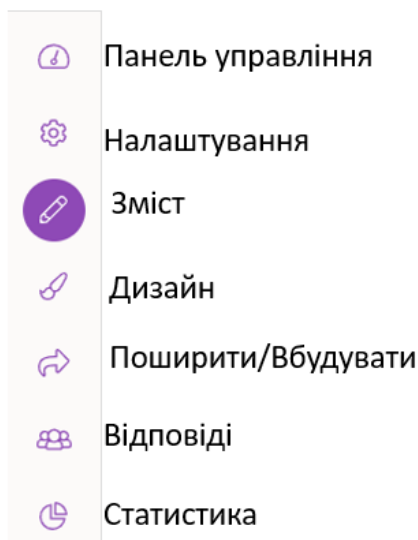 Панель управління
Налаштування
Зміст
Дизайн
Поширити/Вбудувати
Відповіді
Статистика